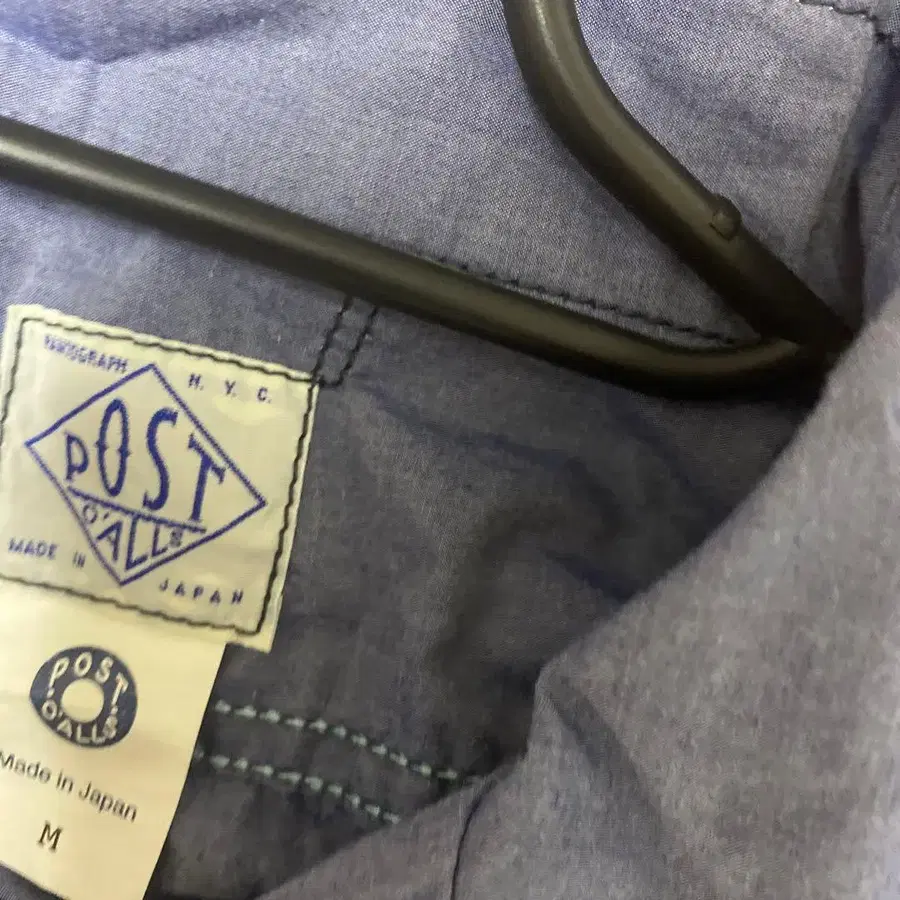 N. Y. C.
POST
O'ALLS
MADE IN
JAPAN
POST
O'ALLS
Made in Japan
M